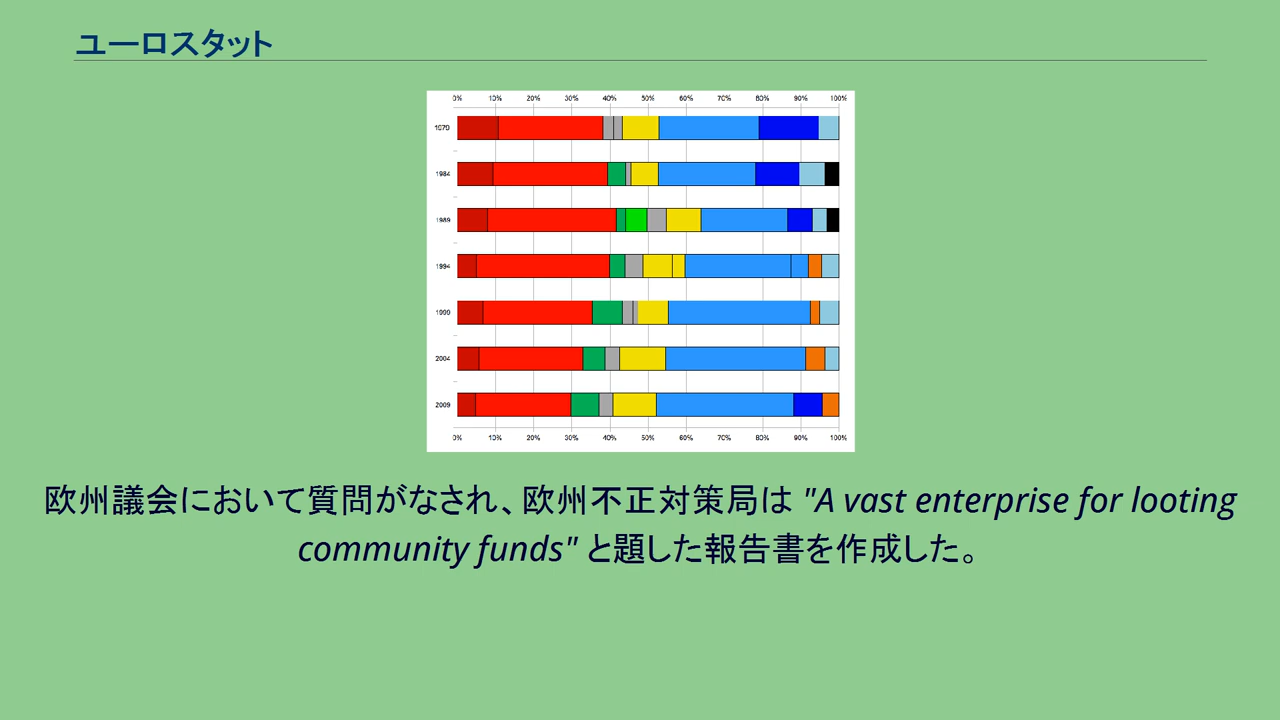 ユーロスタット
0% 10% 20% 30% 40% 50% 60% 70% 80% 90% 100%
1979
1984
1989
1994
1999
2004
2009
0% 10% 20% 30% 40% 50% 60% 70% 80% 90% 100%
欧州議会において質問がなされ、欧州不正対策局は "A vast enterprise for looting
community funds" と題した報告書を作成した。